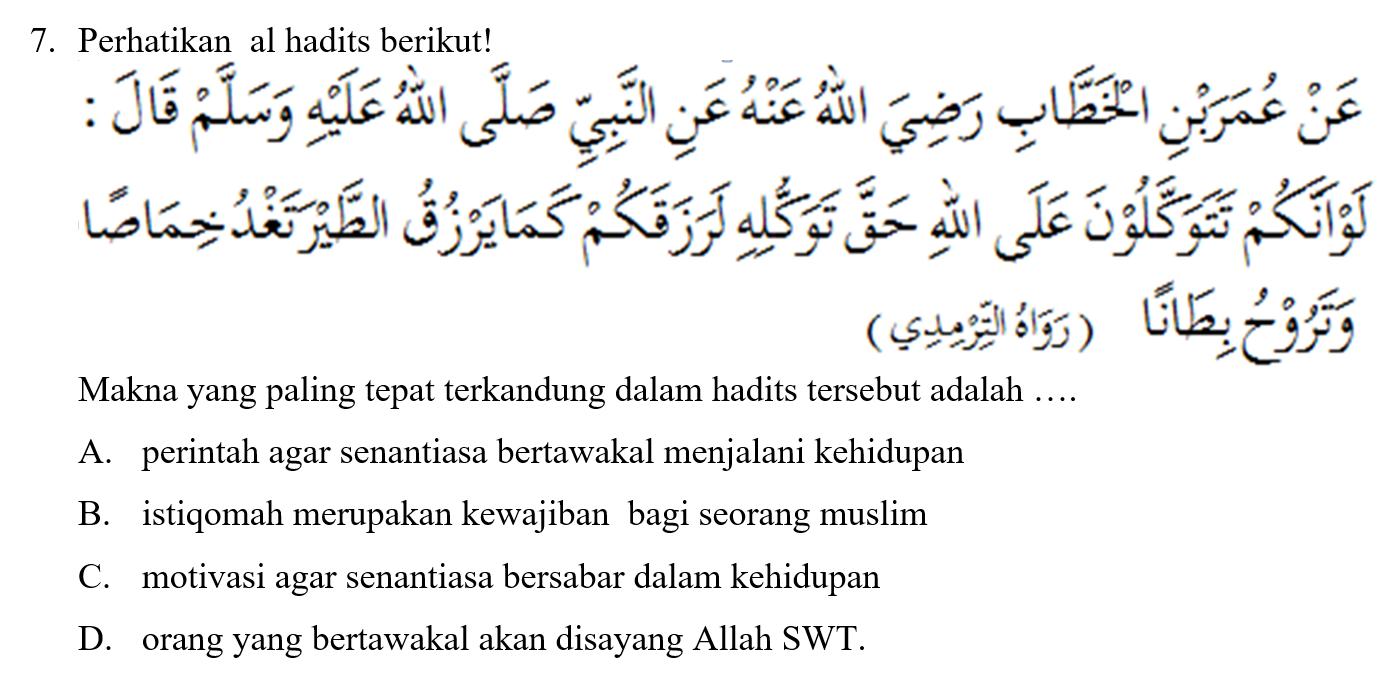 7. Perhatikan al hadits berikut!
عَنْ عُمَرَبْنِ الْخَطَّابِ رَضِيَ اللهُ عَنْهُ عَنِ النَّبِيِّ صَلَّى اللهُ عَلَيْهِ وَسَلَّمْ قَالَ :
لَوْاَنَّكُمْ تَتَوَكَّلُوْنَ عَلَى اللهِ حَقَّ تَوَكُّلِهِ لَرَزَقَكُمْ كَمَايَرْزُقُ الطَّيْرَتَغْدُ خِمَاصًا
وَتَرُوْحُ بِطَانًا (رَوَاهُ التِّرْمِدِي)
Makna yang paling tepat terkandung dalam hadits tersebut adalah ….
A. perintah agar senantiasa bertawakal menjalani kehidupan
B. istiqomah merupakan kewajiban bagi seorang muslim
C. motivasi agar senantiasa bersabar dalam kehidupan
D. orang yang bertawakal akan disayang Allah SWT.